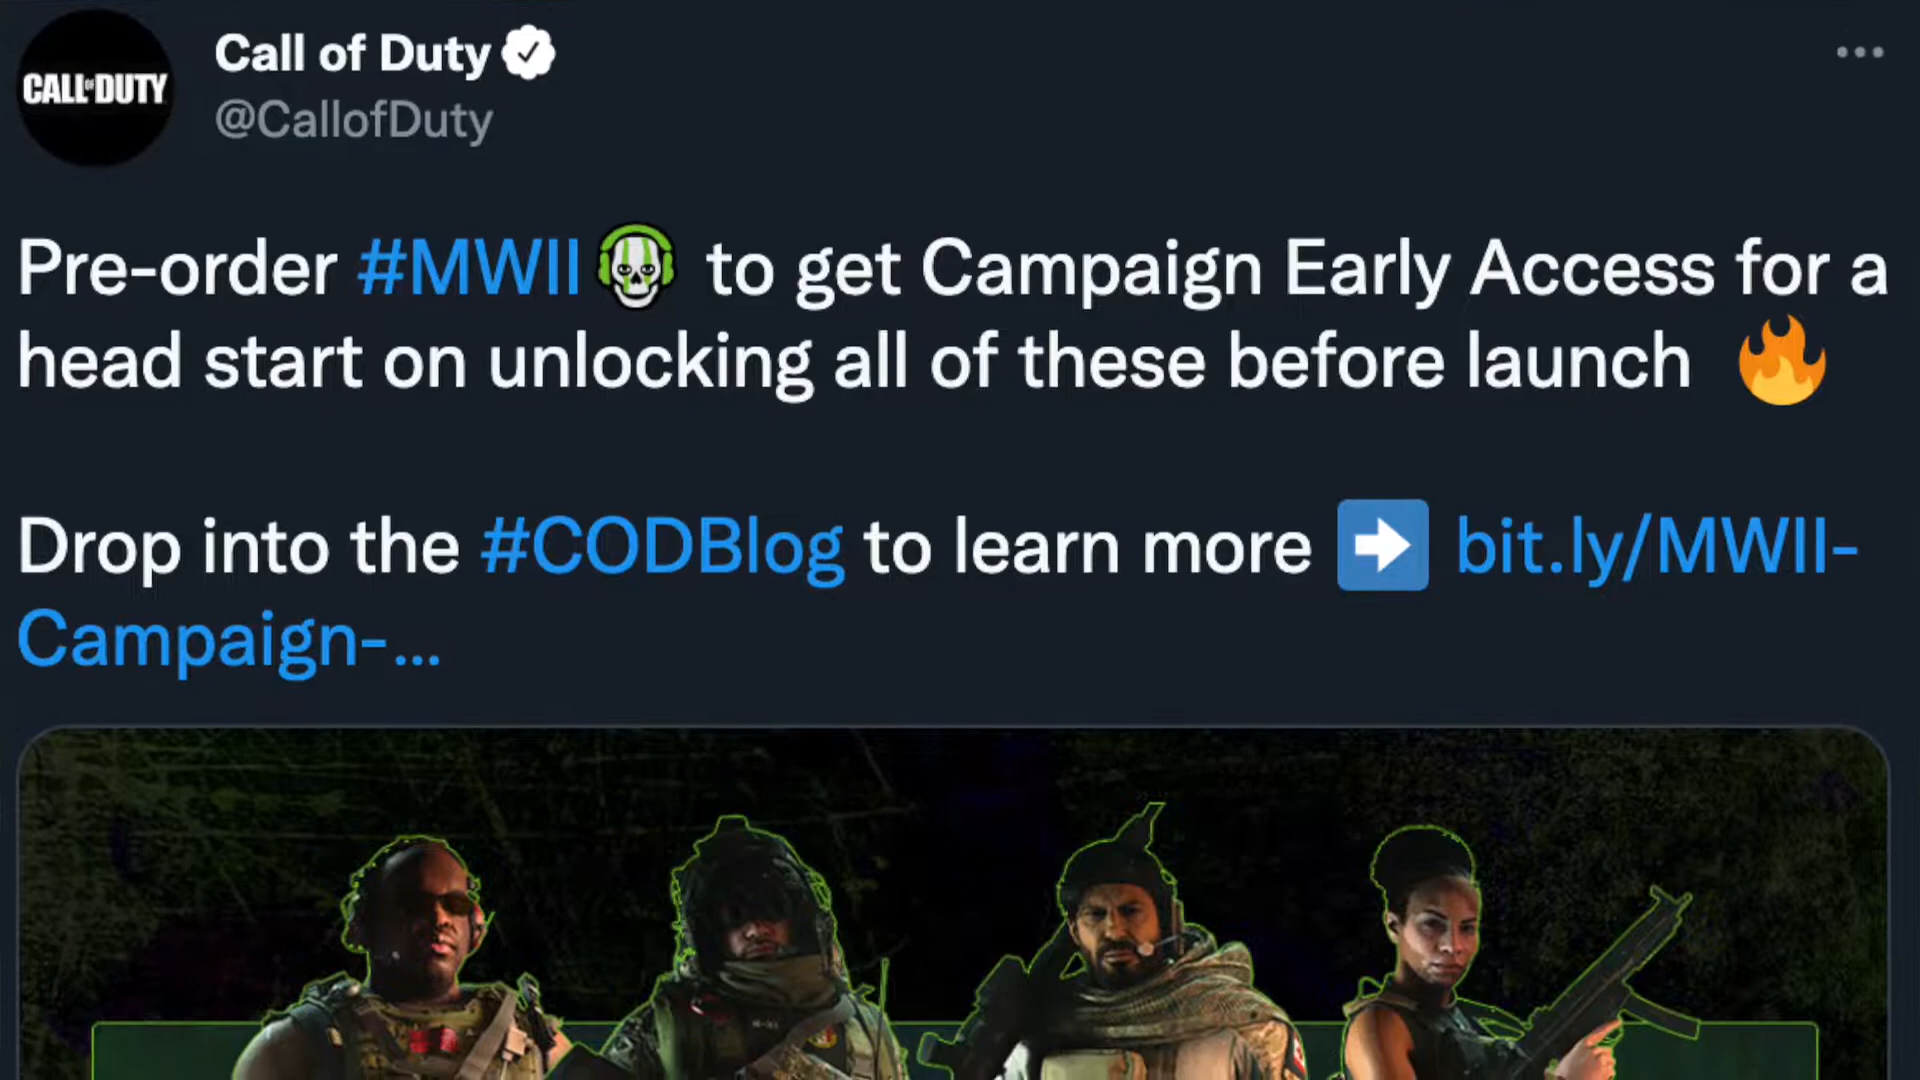 CALL OF DUTY
Call of Duty
@CallofDuty
Pre-order #MWII to get Campaign Early Access for a
head start on unlocking all of these before launch 🔥
Drop into the #CODBlog to learn more ➡️ bit.ly/MWII-
Campaign-...